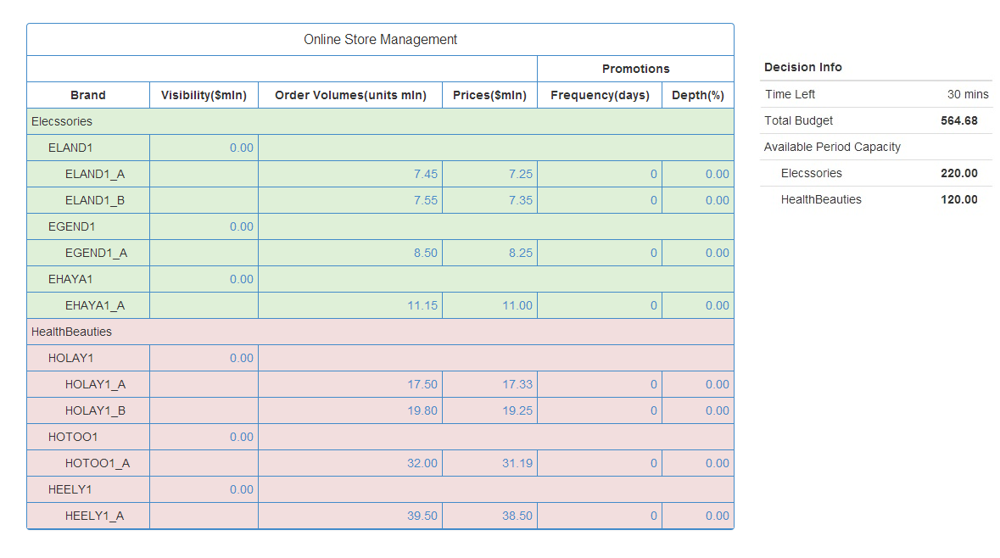 Online Store Management
Promotions
Brand Visibility($mln) Order Volumes(units mln) Prices($mln) Frequency(days) Depth(%)
Elecssories
ELAND1 0.00
ELAND1_A 7.45 7.25 0 0.00
ELAND1_B 7.55 7.35 0 0.00
EGEND1 0.00
EGEND1_A 8.50 8.25 0 0.00
EHAYA1 0.00
EHAYA1_A 11.15 11.00 0 0.00
HealthBeauties
HOLAY1 0.00
HOLAY1_A 17.50 17.33 0 0.00
HOLAY1_B 19.80 19.25 0 0.00
HOTOO1 0.00
HOTOO1_A 32.00 31.19 0 0.00
HEELY1 0.00
HEELY1_A 39.50 38.50 0 0.00
Decision Info
Time Left 30 mins
Total Budget 564.68
Available Period Capacity
Elecssories 220.00
HealthBeauties 120.00